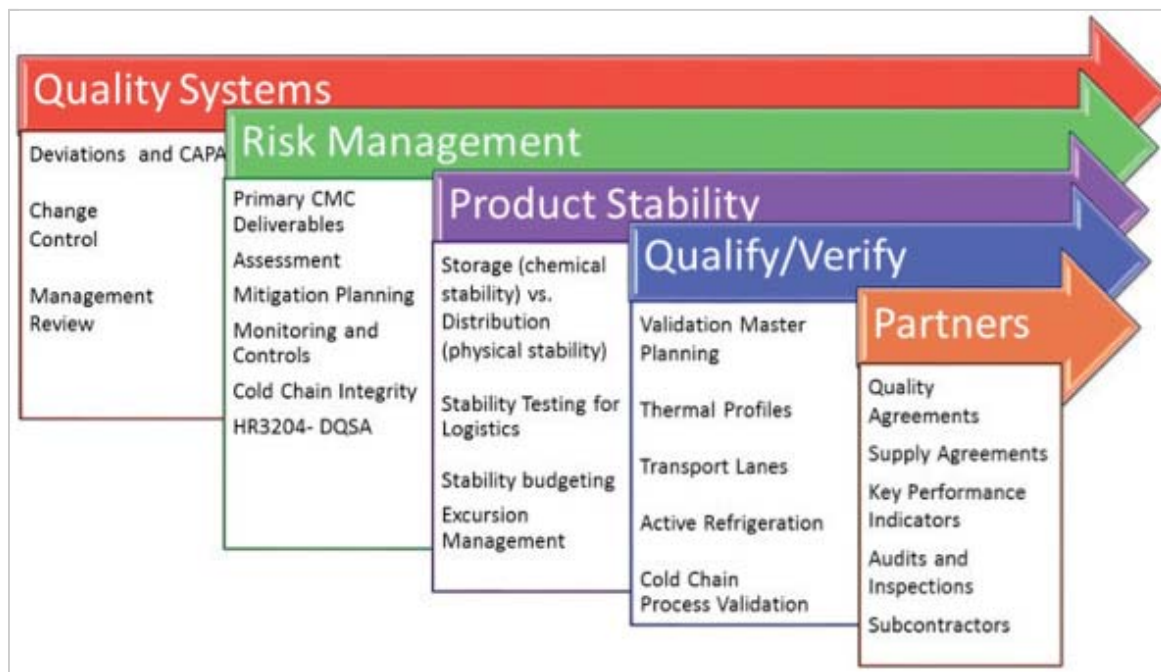 Quality Systems
Deviations and CAPA
Change
Control
Management
Review
Risk Management
Primary CMC
Deliverables
Assessment
Mitigation Planning
Monitoring and
Controls
Cold Chain Integrity
HR3204- DQSA
Product Stability
Storage (chemical
stability) vs.
Distribution
(physical stability)
Stability Testing for
Logistics
Stability budgeting
Excursion
Management
Qualify/Verify
Validation Master
Planning
Thermal Profiles
Transport Lanes
Active Refrigeration
Cold Chain
Process Validation
Partners
Quality
Agreements
Supply Agreements
Key Performance
Indicators
Audits and
Inspections
Subcontractors